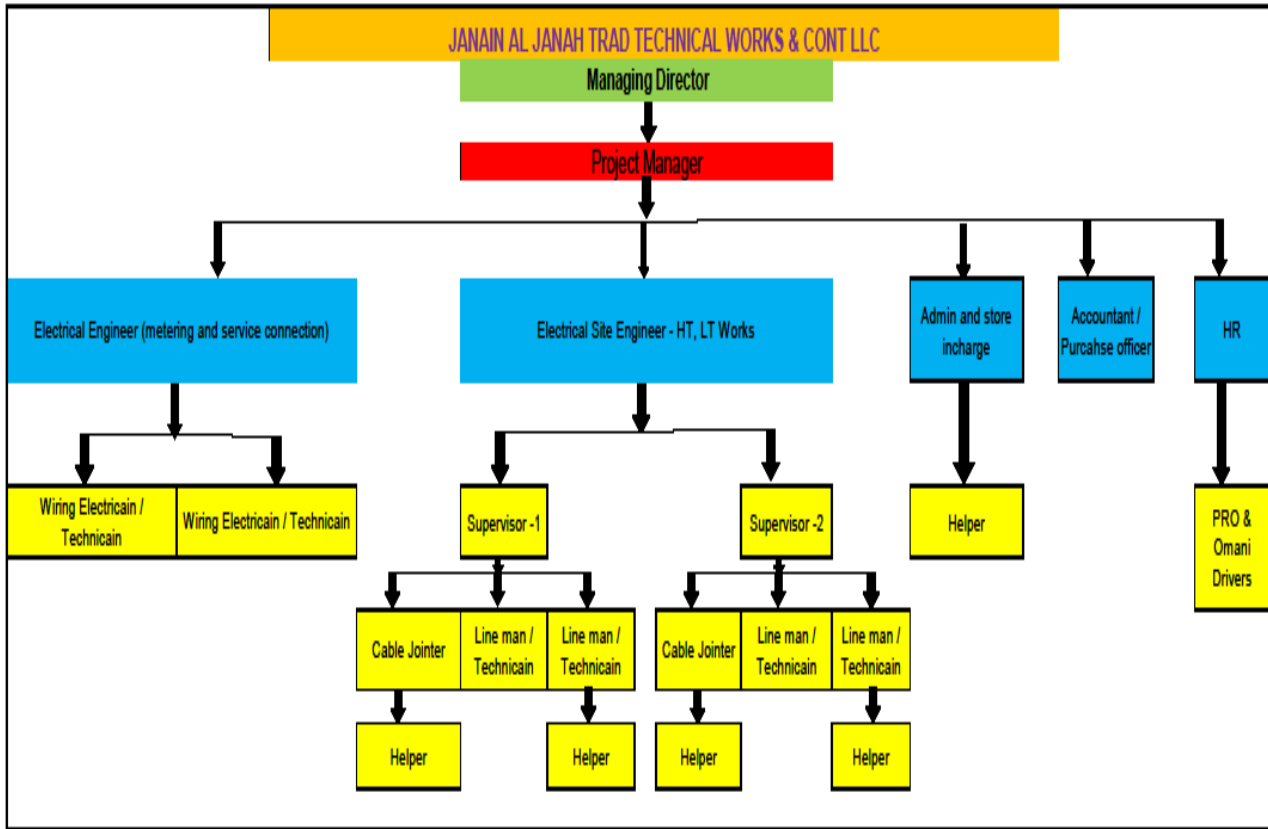 JANAIN AL JANAH TRAD TECHNICAL WORKS & CONT LLC
Managing Director
Project Manager
Electrical Engineer (metering and service connection)
Electrical Site Engineer - HT, LT Works
Admin and store
incharge
Accountant /
Purcahse officer
HR
Wiring Electricain /
Technicain
Wiring Electricain / Technicain
Supervisor -1
Supervisor -2
Helper
PRO &
Omani
Drivers
Cable Jointer
Line man /
Technicain
Line man /
Technicain
Cable Jointer
Line man /
Technicain
Line man /
Technicain
Helper
Helper
Helper
Helper